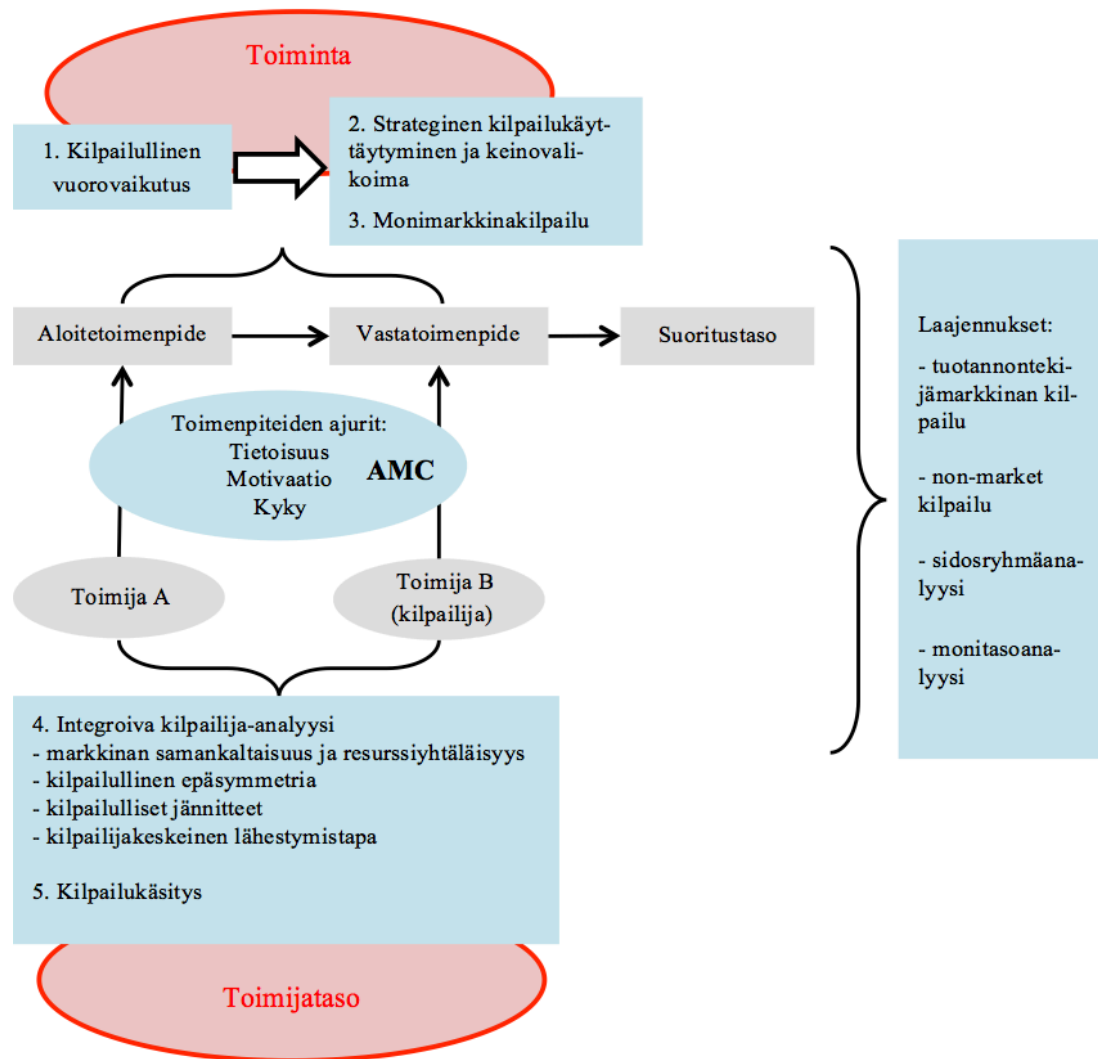 Toiminta
1. Kilpailullinen
vuorovaikutus
2. Strateginen kilpailukäyt-
täytyminen ja keinovali-
koima
3. Monimarkkinakilpailu
Aloitetoimenpide
Vastatoimenpide
Suoritustaso
Toimenpiteiden ajurit:
Tietoisuus
Motivaatio
Kyky
AMC
Toimija A
Toimija B
(kilpailija)
4. Integroiva kilpailija-analyysi
- markkinan samankaltaisuus ja resurssiyhtäläisyys
- kilpailullinen epäsymmetria
- kilpailulliset jännitteet
- kilpailijakeskeinen lähestymistapa
5. Kilpailukäsitys
Toimijataso
Laajennukset:
- tuotannonteki-
jämarkkinan kil-
pailu
- non-market
kilpailu
- sidosryhmäana-
lyysi
- monitasoana-
lyysi